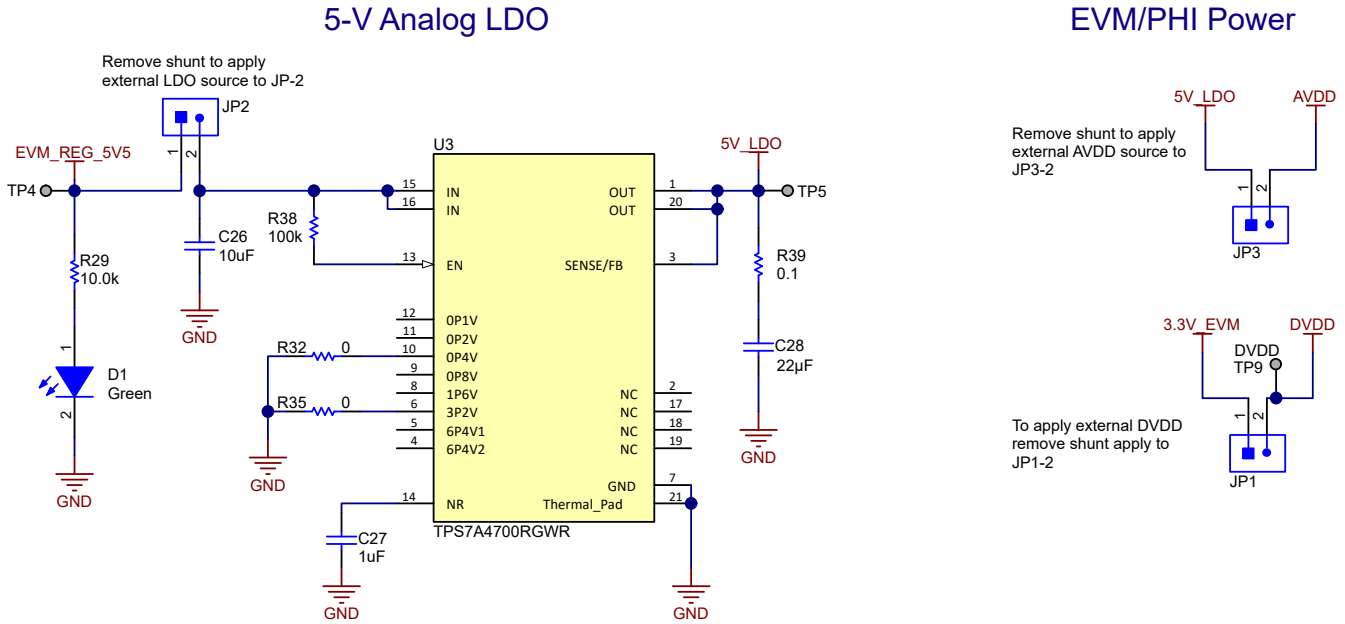 5-V Analog LDO
EVM/PHI Power
Remove shunt to apply
external LDO source to JP-2
JP2
1
2
EVM_REG_5V5
TP4
R29
10.0k
1
D1
Green
2
GND
C26
10uF
GND
R38
100k
U3
15
IN
16
IN
13
EN
12
0P1V
11
0P2V
R32
0
10
0P4V
9
0P8V
8
1P6V
R35
0
6
3P2V
5
6P4V1
4
6P4V2
GND
14
NR
C27
1uF
GND
OUT
1
OUT
20
SENSE/FB
3
NC
2
NC
17
NC
18
NC
19
GND
7
Thermal_Pad
21
TPS7A4700RGWR
GND
5V_LDO
TP5
R39
0.1
C28
22µF
GND
5V_LDO
AVDD
Remove shunt to apply
external AVDD source to
JP3-2
1
2
JP3
3.3V_EVM
DVDD
DVDD
TP9
To apply external DVDD
remove shunt apply to
JP1-2
1
2
JP1